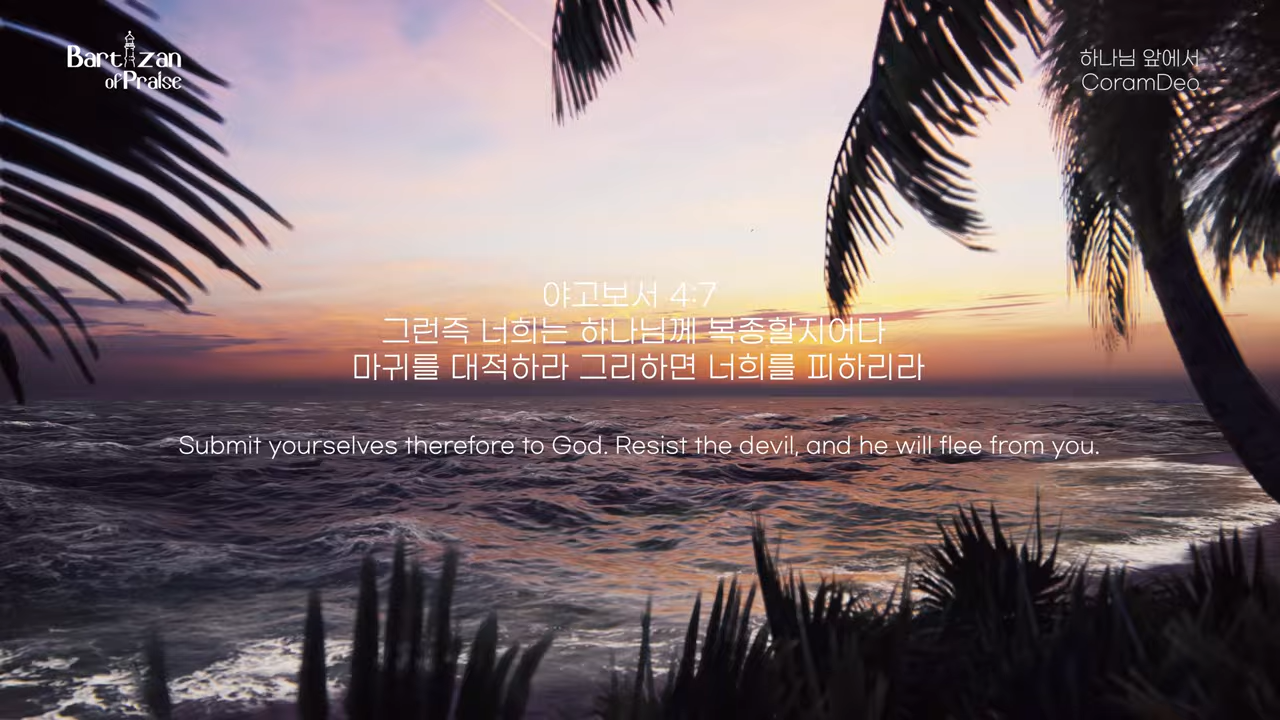 Bartizan
of Praise
하나님 앞에서
CoramDeo
야고보서 4:7
그런즉 너희는 하나님께 복종할지어다
마귀를 대적하라 그리하면 너희를 피하리라
Submit yourselves therefore to God. Resist the devil, and he will flee from you.